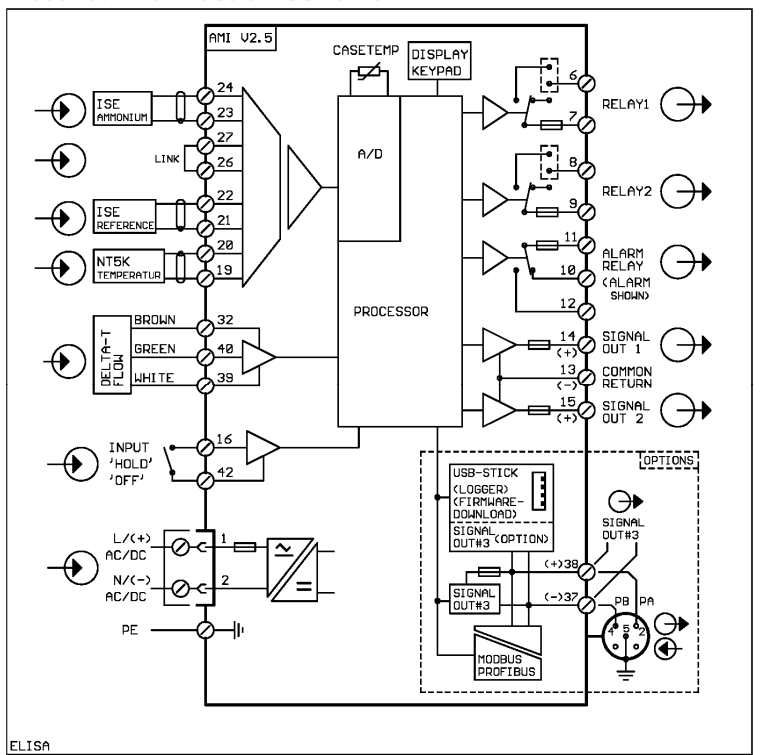 AMI V2.5
CASETEMP
DISPLAY
KEYPAD
ISE
AMMONIUM
24
23
27
LINK
26
ISE
REFERENCE
22
21
NT5K
TEMPERATUR
20
19
A/D
PROCESSOR
6
RELAY1
7
8
RELAY2
9
11
ALARM
RELAY
10
(ALARM
SHOWN)
12
DELTA-T
FLOW
BROWN
32
GREEN
40
WHITE
39
14
(+)
SIGNAL
OUT 1
13
(-)
COMMON
RETURN
15
(+)
SIGNAL
OUT 2
INPUT
'HOLD'
'OFF'
16
42
OPTIONS
USB-STICK
(LOGGER)
(FIRMWARE-
DOWNLOAD)
SIGNAL
OUT#3 (OPTION)
SIGNAL
OUT#3
L/(+)
AC/DC
1
N/(-)
AC/DC
2
PE
(+)38
SIGNAL
OUT#3
(-)37
PB PA
4 5 2
MODBUS
PROFIBUS
ELISA